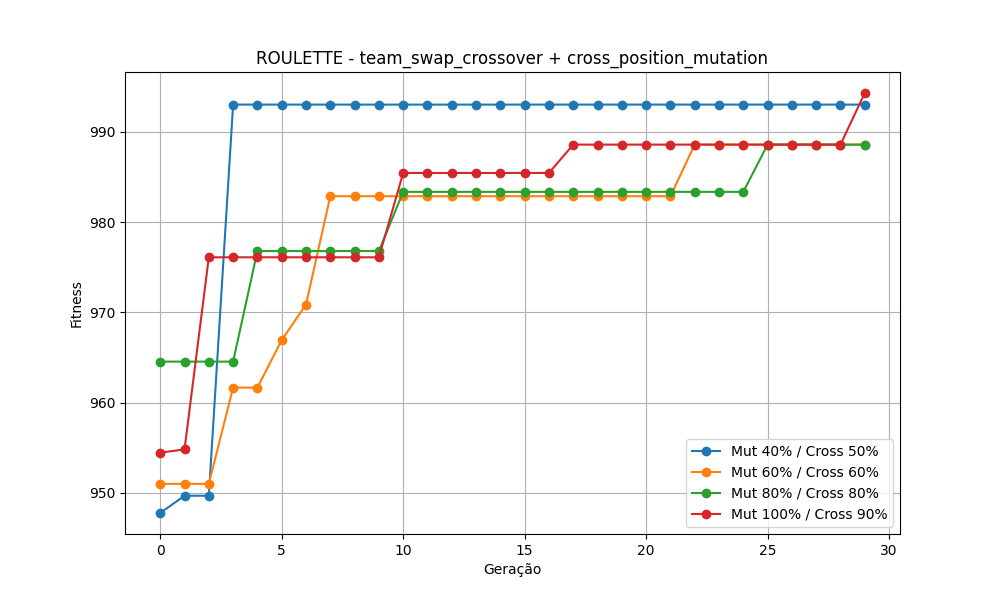 ROULETTE - team_swap_crossover + cross_position_mutation
Fitness
990
980
970
960
950
0 5 10 15 20 25 30
Geração
Mut 40% / Cross 50%
Mut 60% / Cross 60%
Mut 80% / Cross 80%
Mut 100% / Cross 90%